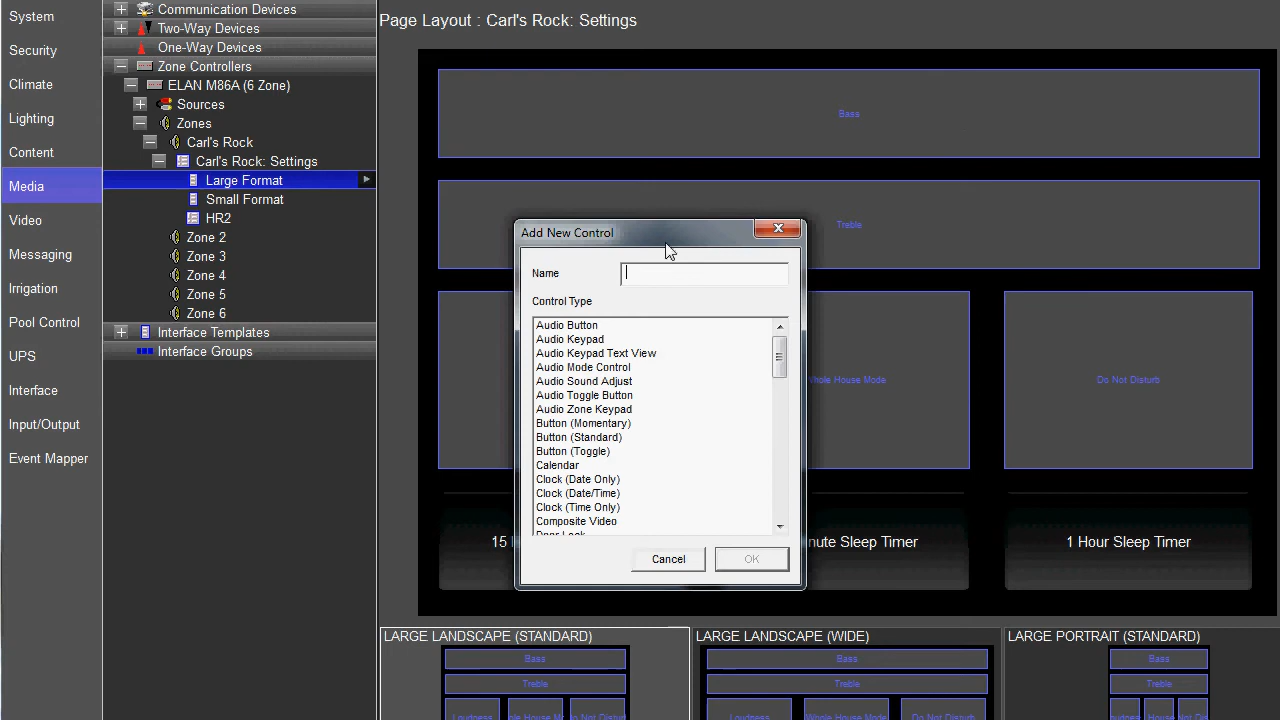 System
Security
Climate
Lighting
Content
Media
Video
Messaging
Irrigation
Pool Control
UPS
Interface
Input/Output
Event Mapper
Communication Devices
Two-Way Devices
One-Way Devices
Zone Controllers
ELAN M86A (6 Zone)
Sources
Zones
Carl's Rock
Carl's Rock: Settings
Large Format
Small Format
HR2
Zone 2
Zone 3
Zone 4
Zone 5
Zone 6
Interface Templates
Interface Groups
Page Layout : Carl's Rock: Settings
Bass
Treble
Whole House Mode
Do Not Disturb
15
nute Sleep Timer
1 Hour Sleep Timer
Add New Control
Name
Control Type
Audio Button
Audio Keypad
Audio Keypad Text View
Audio Mode Control
Audio Sound Adjust
Audio Toggle Button
Audio Zone Keypad
Button (Momentary)
Button (Standard)
Button (Toggle)
Calendar
Clock (Date Only)
Clock (Date/Time)
Clock (Time Only)
Composite Video
Door Lock
Cancel
OK
LARGE LANDSCAPE (STANDARD)
Bass
Treble
Loudness
LARGE LANDSCAPE (WIDE)
Bass
Treble
Loudness
Whole House Mode
Do Not Disturb
LARGE PORTRAIT (STANDARD)
Bass
Treble